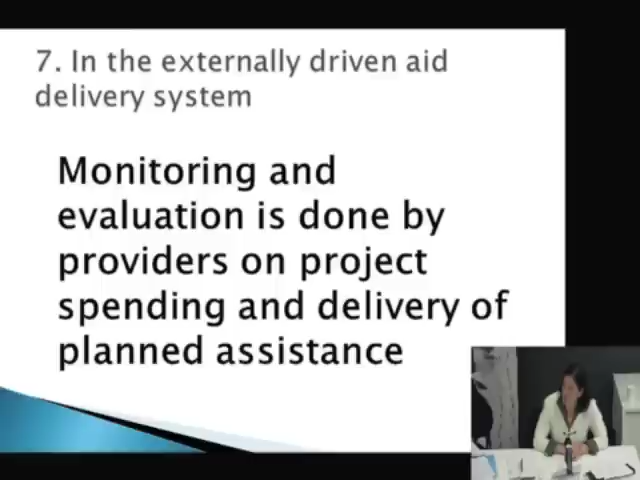 7. In the externally driven aid
delivery system
Monitoring and
evaluation is done by
providers on project
spending and delivery of
planned assistance